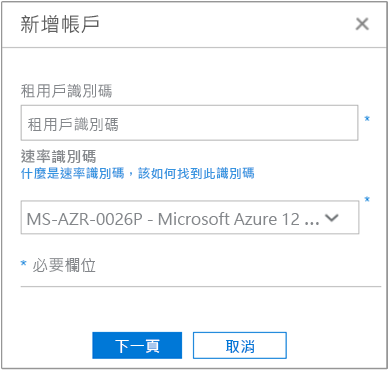 新增帳戶
租用戶識別碼
租用戶識別碼 *
速率識別碼
什麼是速率識別碼，該如何找到此識別碼
MS-AZR-0026P - Microsoft Azure 12 ... *
* 必要欄位
下一頁 取消